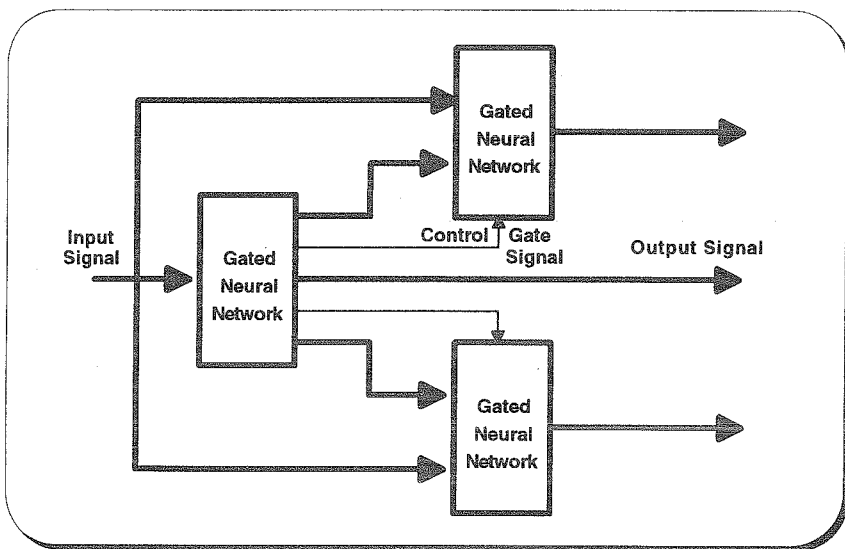 Gated
Neural
Network
Input
Signal
Control Gate
Signal
Output Signal
Gated
Neural
Network
Gated
Neural
Network